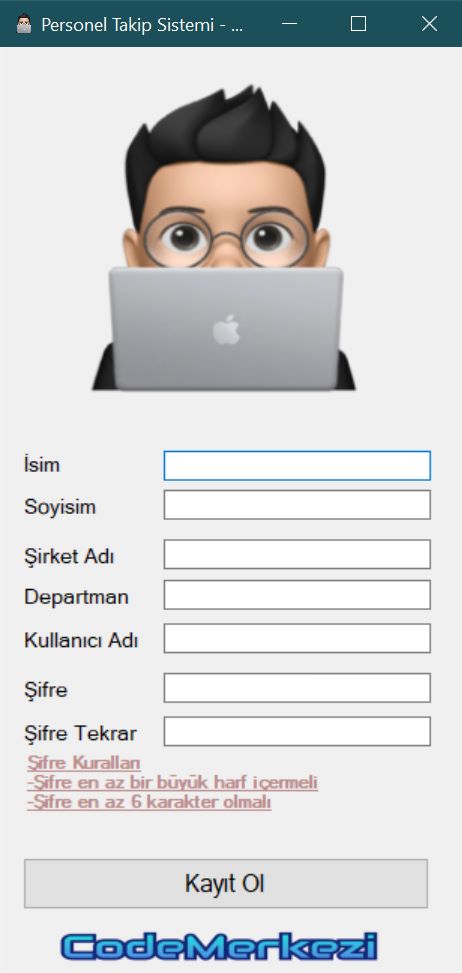 Personel Takip Sistemi - ...
İsim
Soyisim
Şirket Adı
Departman
Kullanıcı Adı
Şifre
Şifre Tekrar
Şifre Kuralları
-Şifre en az bir büyük harf içermeli
-Şifre en az 6 karakter olmalı
Kayıt Ol
CodeMerkezi